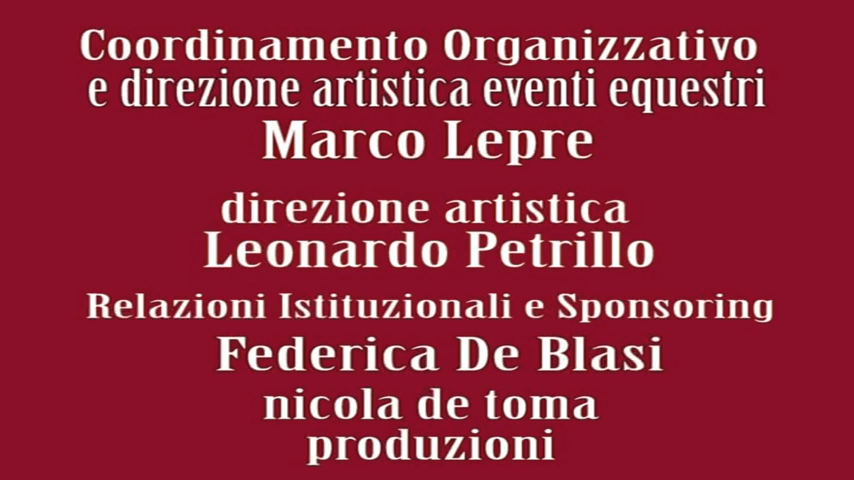 Coordinamento Organizzativo
e direzione artistica eventi equestri
Marco Lepre
direzione artistica
Leonardo Petrillo
Relazioni Istituzionali e Sponsoring
Federica De Blasi
nicola de toma
produzioni